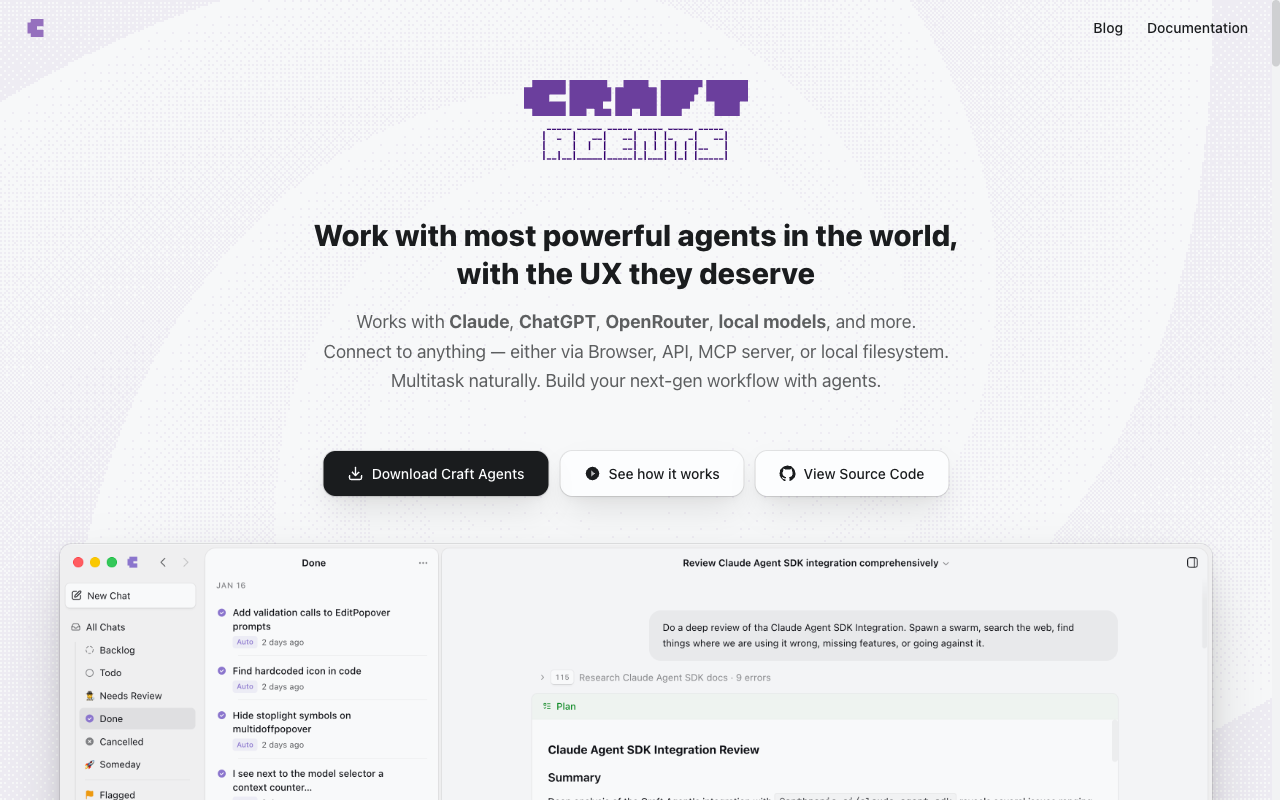 Blog
Documentation
CRAFT
AGENTS
Work with most powerful agents in the world,
with the UX they deserve
Works with Claude, ChatGPT, OpenRouter, local models, and more.
Connect to anything — either via Browser, API, MCP server, or local filesystem.
Multitask naturally. Build your next-gen workflow with agents.
Download Craft Agents
See how it works
View Source Code
New Chat
All Chats
Backlog
Todo
Needs Review
Done
Cancelled
Someday
Flagged
Done
JAN 16
Add validation calls to EditPopover
prompts
Auto 2 days ago
Find hardcoded icon in code
Auto 2 days ago
Hide stoplight symbols on
multidoffpopover
Auto 2 days ago
I see next to the model selector a
context counter...
Review Claude Agent SDK integration comprehensively
Do a deep review of tha Claude Agent SDK Integration. Spawn a swarm, search the web, find
things where we are using it wrong, missing features, or going against it.
115 Research Claude Agent SDK docs · 9 errors
Plan
Claude Agent SDK Integration Review
Summary